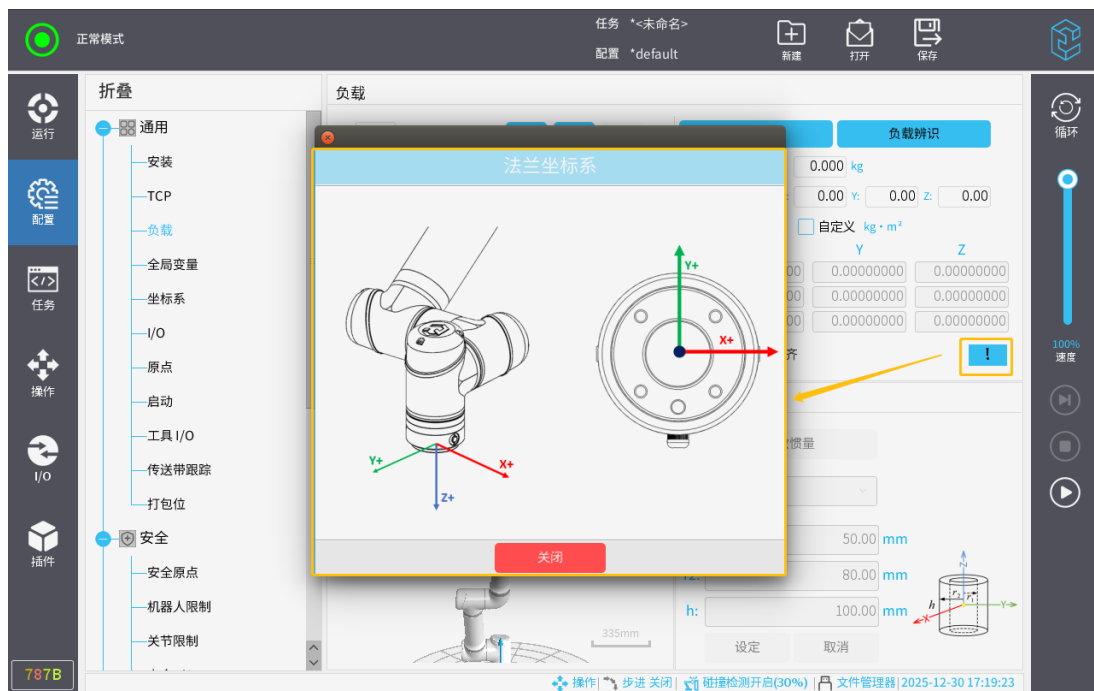 正常模式
任务 *<未命名>
配置 *default
新建
打开
保存
运行
配置
任务
操作
I/O
插件
787B
折叠
通用
安装
TCP
负载
全局变量
坐标系
I/O
原点
启动
工具 I/O
传送带跟踪
打包位
安全
安全原点
机器人限制
关节限制
负载
负载辨识
0.000 kg
0.00 Y: 0.00 Z: 0.00
自定义 kg·m²
Y Z
00 0.00000000 0.00000000
00 0.00000000 0.00000000
00 0.00000000 0.00000000
齐 !
法兰坐标系
Y+
X+
Z+
Y+
X+
关闭
惯量
50.00 mm
80.00 mm
h: 100.00 mm
设定 取消
Z
r₂ r₁
h
Y
X
335mm
循环
100%
速度
操作 步进 关闭 碰撞检测开启(30%) 文件管理器 2025-12-30 17:19:23